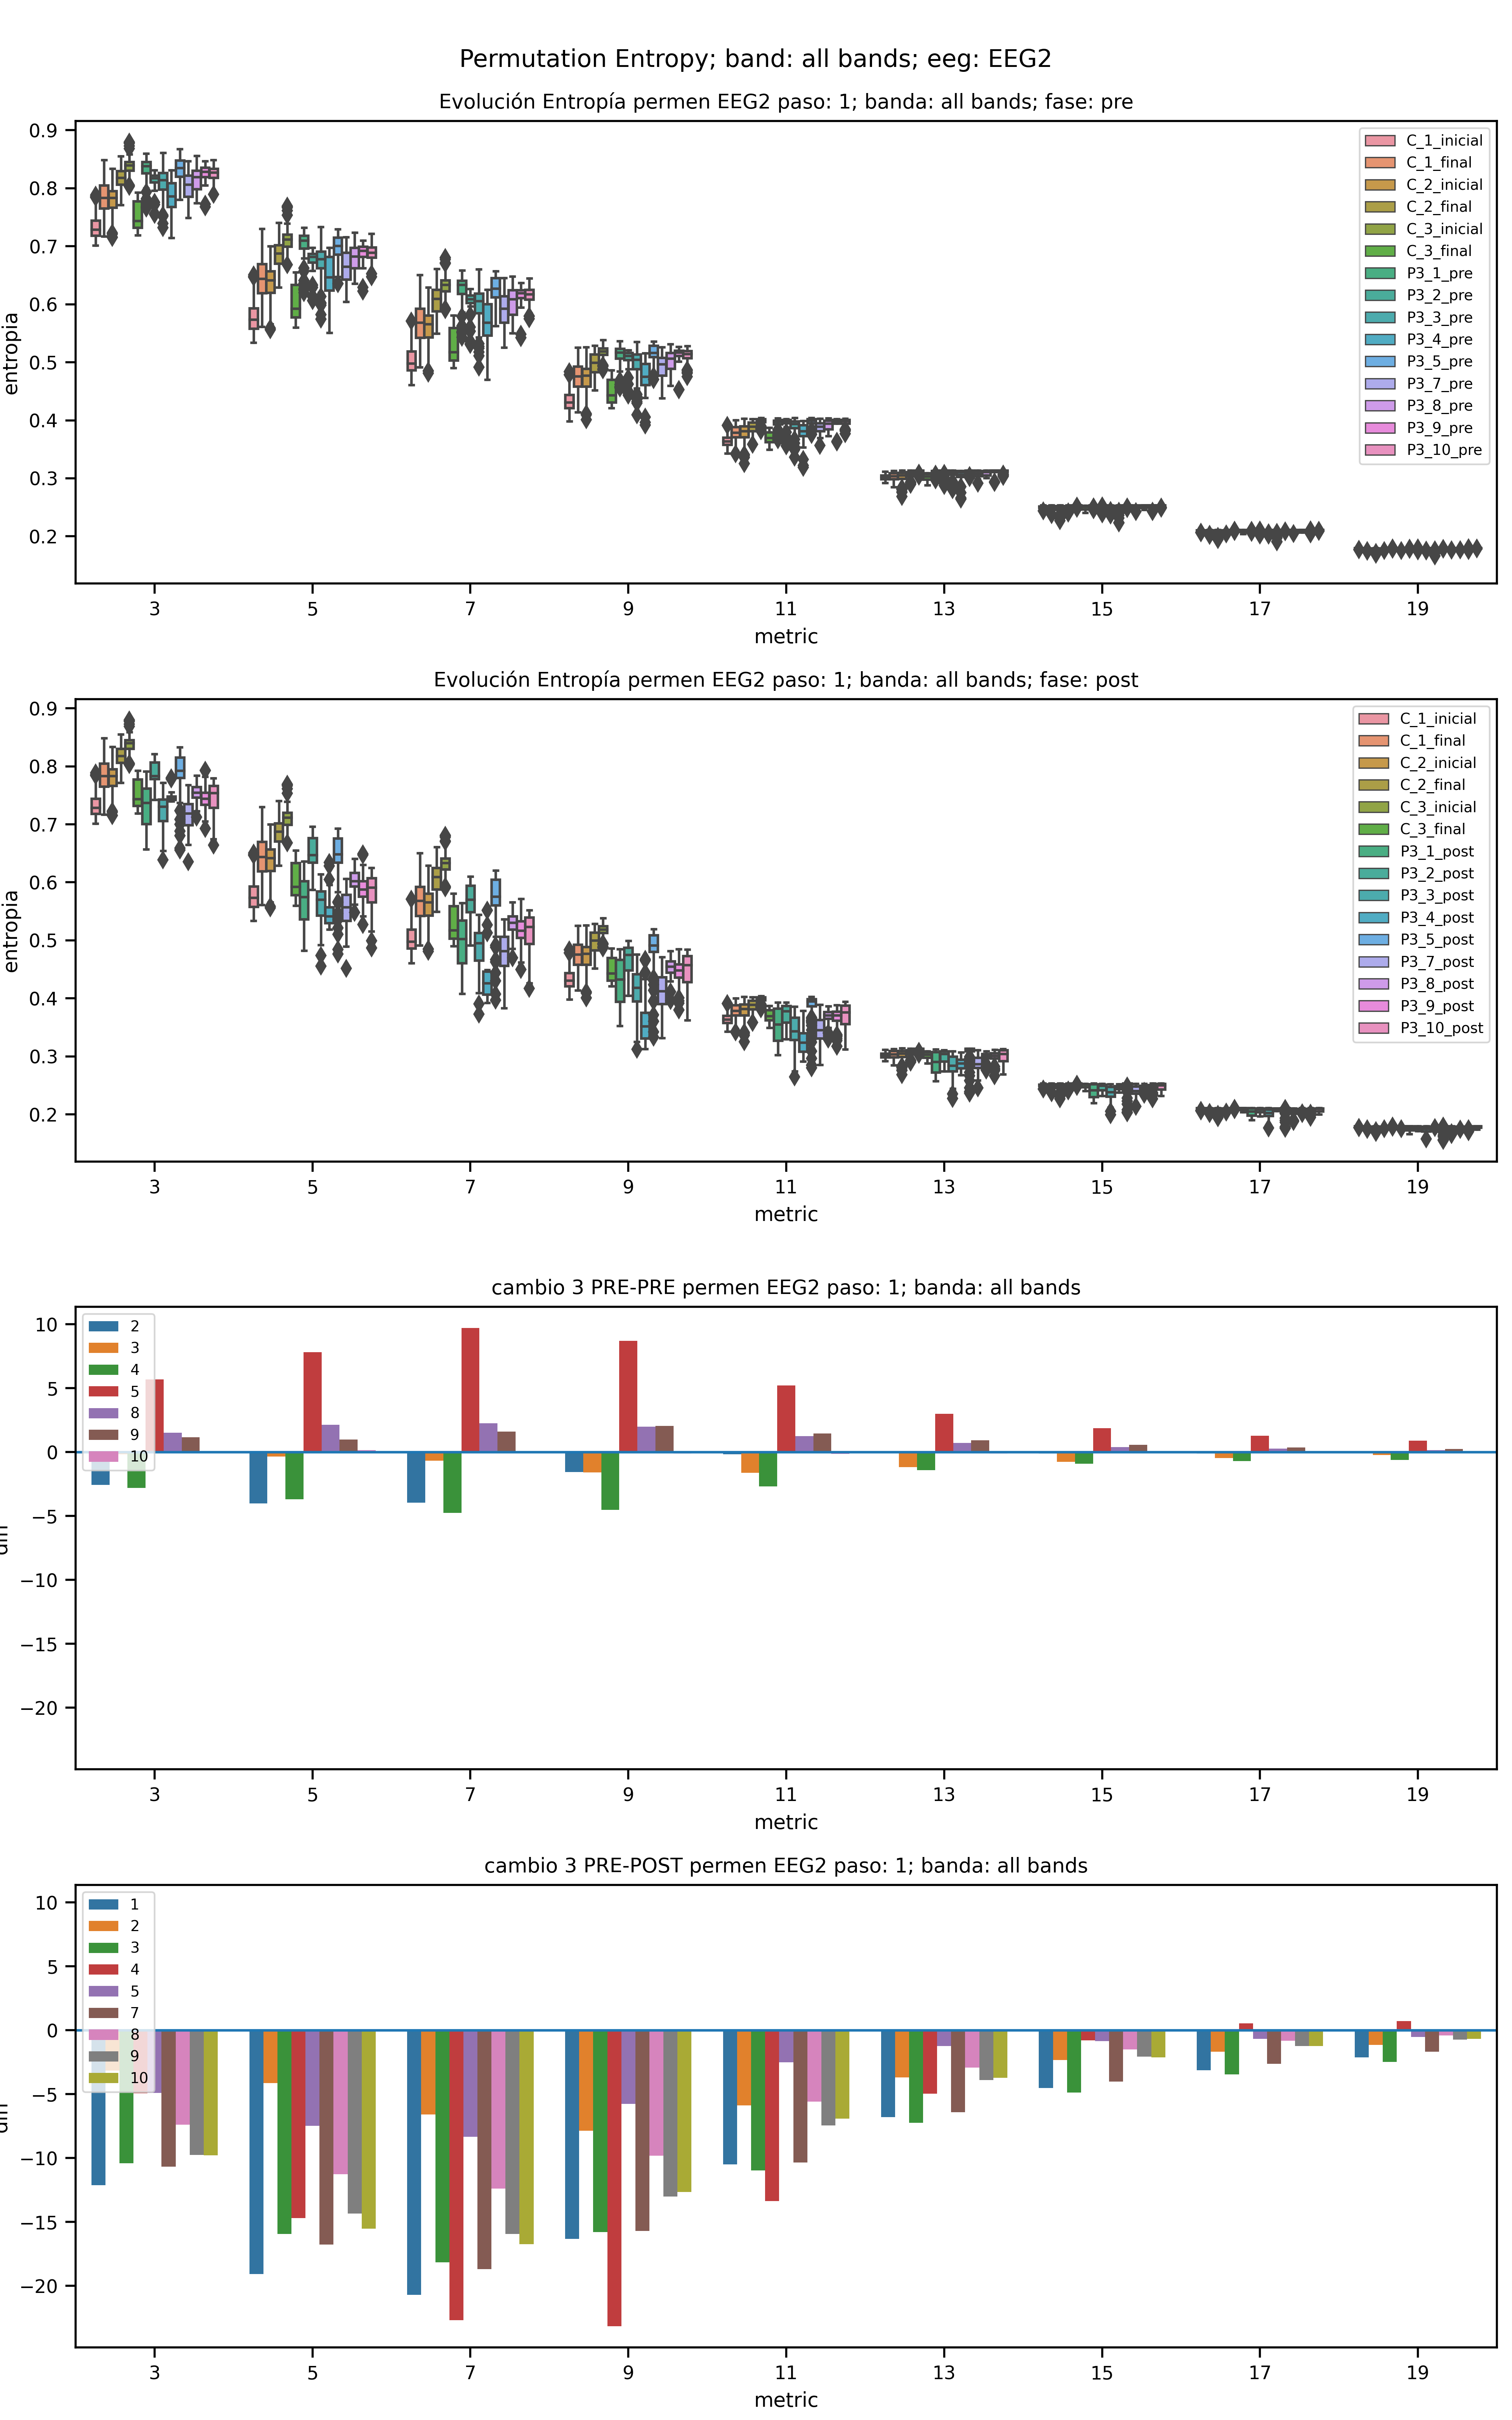 Permutation Entropy; band: all bands; eeg: EEG2
Evolución Entropía permen EEG2 paso: 1; banda: all bands; fase: pre
0.9
0.8
0.7
0.6
0.5
0.4
0.3
0.2
entropia
C_1_inicial
C_1_final
C_2_inicial
C_2_final
C_3_inicial
C_3_final
P3_1_pre
P3_2_pre
P3_3_pre
P3_4_pre
P3_5_pre
P3_7_pre
P3_8_pre
P3_9_pre
P3_10_pre
3 5 7 9 11 13 15 17 19
metric
Evolución Entropía permen EEG2 paso: 1; banda: all bands; fase: post
0.9
0.8
0.7
0.6
0.5
0.4
0.3
0.2
entropia
C_1_inicial
C_1_final
C_2_inicial
C_2_final
C_3_inicial
C_3_final
P3_1_post
P3_2_post
P3_3_post
P3_4_post
P3_5_post
P3_7_post
P3_8_post
P3_9_post
P3_10_post
3 5 7 9 11 13 15 17 19
metric
cambio 3 PRE-PRE permen EEG2 paso: 1; banda: all bands
10
5
0
−5
−10
−15
−20
2
3
4
5
8
9
10
3 5 7 9 11 13 15 17 19
metric
cambio 3 PRE-POST permen EEG2 paso: 1; banda: all bands
10
5
0
−5
−10
−15
−20
1
2
3
4
5
7
8
9
10
3 5 7 9 11 13 15 17 19
metric